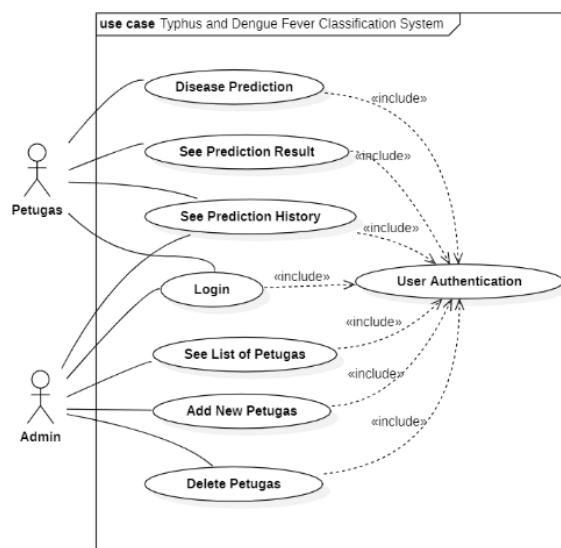 use case Typhus and Dengue Fever Classification System
Disease Prediction
«include»
See Prediction Result
«include»
Petugas
See Prediction History
«include»
Login
«include»
User Authentication
See List of Petugas
«include»
Add New Petugas
«include»
Admin
«include»
Delete Petugas